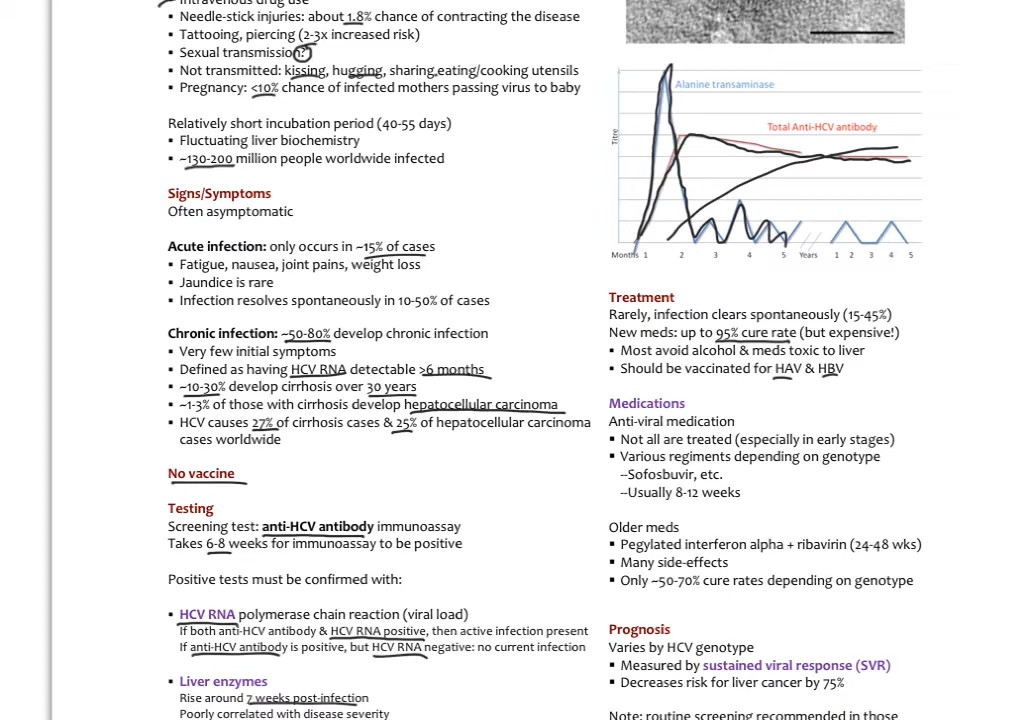 Intravenous drug use
▪ Needle-stick injuries: about 1.8% chance of contracting the disease
▪ Tattooing, piercing (2-3x increased risk)
▪ Sexual transmission?
▪ Not transmitted: kissing, hugging, sharing eating/cooking utensils
▪ Pregnancy: <10% chance of infected mothers passing virus to baby
Relatively short incubation period (40-55 days)
▪ Fluctuating liver biochemistry
▪ ~130-200 million people worldwide infected
Signs/Symptoms
Often asymptomatic
Acute infection: only occurs in ~15% of cases
▪ Fatigue, nausea, joint pains, weight loss
▪ Jaundice is rare
▪ Infection resolves spontaneously in 10-50% of cases
Chronic infection: ~50-80% develop chronic infection
▪ Very few initial symptoms
▪ Defined as having HCV RNA detectable >6 months
▪ ~10-30% develop cirrhosis over 30 years
▪ ~1-3% of those with cirrhosis develop hepatocellular carcinoma
▪ HCV causes 27% of cirrhosis cases & 25% of hepatocellular carcinoma
cases worldwide
No vaccine
Testing
Screening test: anti-HCV antibody immunoassay
Takes 6-8 weeks for immunoassay to be positive
Positive tests must be confirmed with:
▪ HCV RNA polymerase chain reaction (viral load)
If both anti-HCV antibody & HCV RNA positive, then active infection present
If anti-HCV antibody is positive, but HCV RNA negative: no current infection
▪ Liver enzymes
Rise around 7 weeks post-infection
Poorly correlated with disease severity
Alanine transaminase
Total Anti-HCV antibody
Titre
Months 1 2 3 4 5 Years 1 2 3 4 5
Treatment
Rarely, infection clears spontaneously (15-45%)
New meds: up to 95% cure rate (but expensive!)
▪ Most avoid alcohol & meds toxic to liver
▪ Should be vaccinated for HAV & HBV
Medications
Anti-viral medication
▪ Not all are treated (especially in early stages)
▪ Various regiments depending on genotype
--Sofosbuvir, etc.
--Usually 8-12 weeks
Older meds
▪ Pegylated interferon alpha + ribavirin (24-48 wks)
▪ Many side-effects
▪ Only ~50-70% cure rates depending on genotype
Prognosis
Varies by HCV genotype
▪ Measured by sustained viral response (SVR)
▪ Decreases risk for liver cancer by 75%
Note: routine screening recommended in those